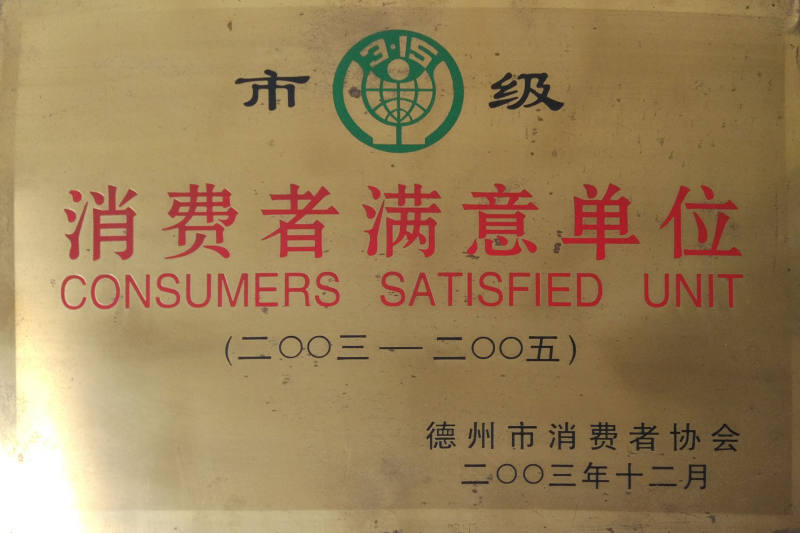 市 3·15 级
消费者满意单位
CONSUMERS SATISFIED UNIT
(二〇〇三 — 二〇〇五)
德州市消费者协会
二〇〇三年十二月